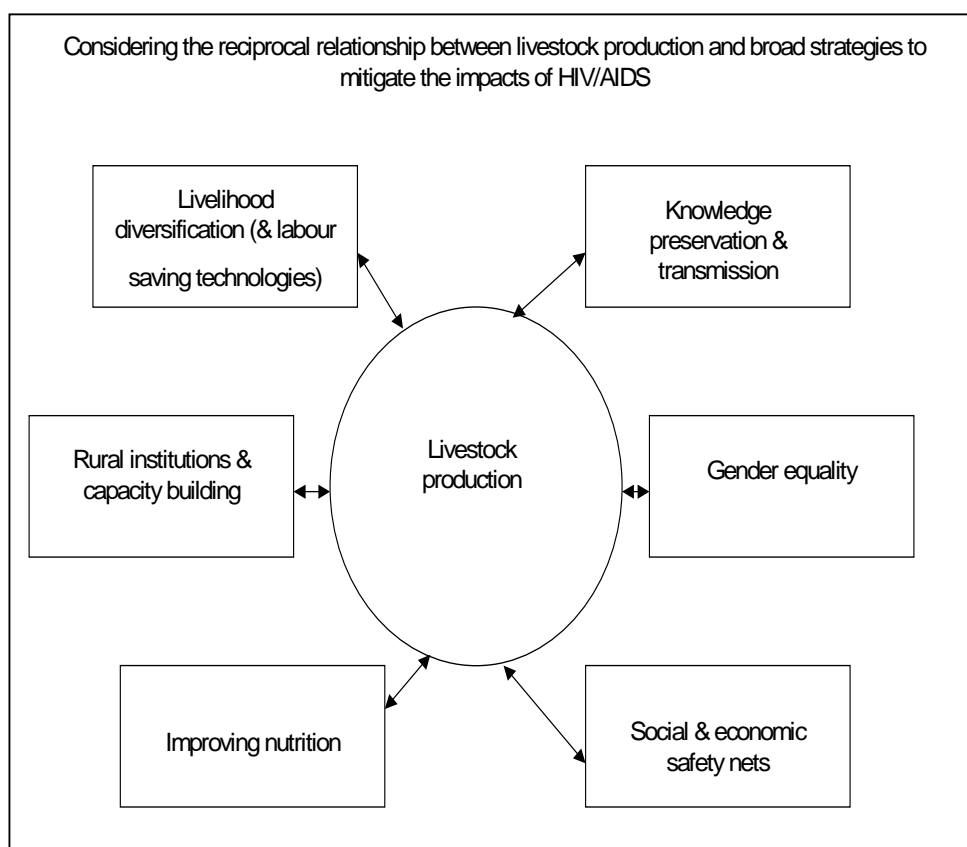 Considering the reciprocal relationship between livestock production and broad strategies to
mitigate the impacts of HIV/AIDS
Livelihood
diversification (& labour
saving technologies)
Knowledge
preservation &
transmission
Rural institutions &
capacity building
Livestock
production
Gender equality
Improving nutrition
Social & economic
safety nets